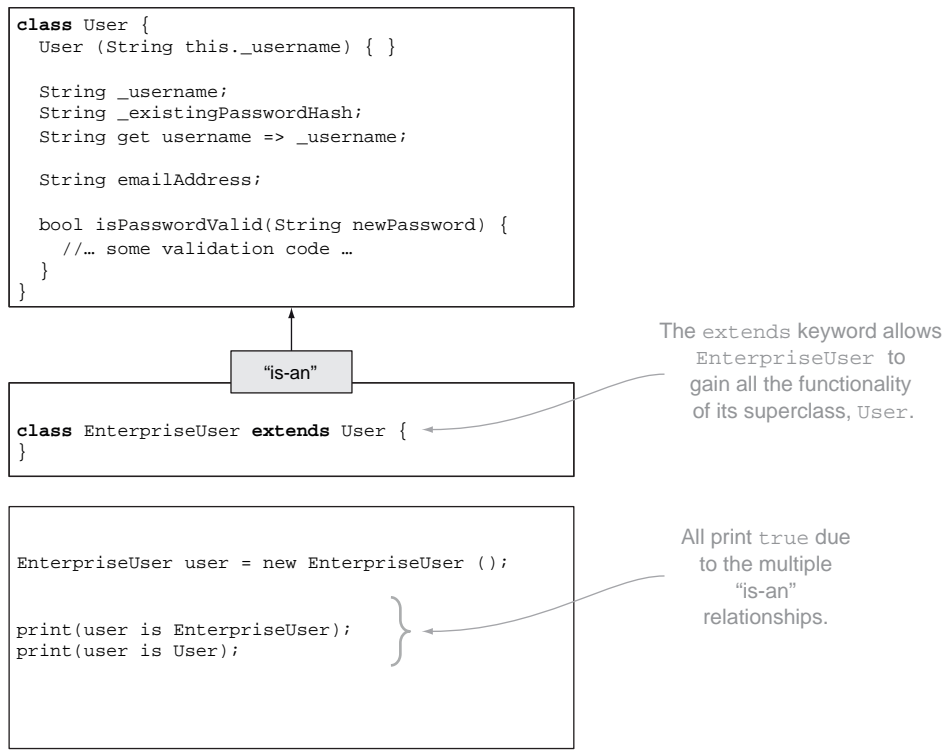 class User {
User (String this._username) { }
String _username;
String _existingPasswordHash;
String get username => _username;
String emailAddress;
bool isPasswordValid(String newPassword) {
//… some validation code …
}
}
“is-an”
class EnterpriseUser extends User {
}
The extends keyword allows
EnterpriseUser to
gain all the functionality
of its superclass, User.
EnterpriseUser user = new EnterpriseUser ();
print(user is EnterpriseUser);
print(user is User);
All print true due
to the multiple
“is-an”
relationships.